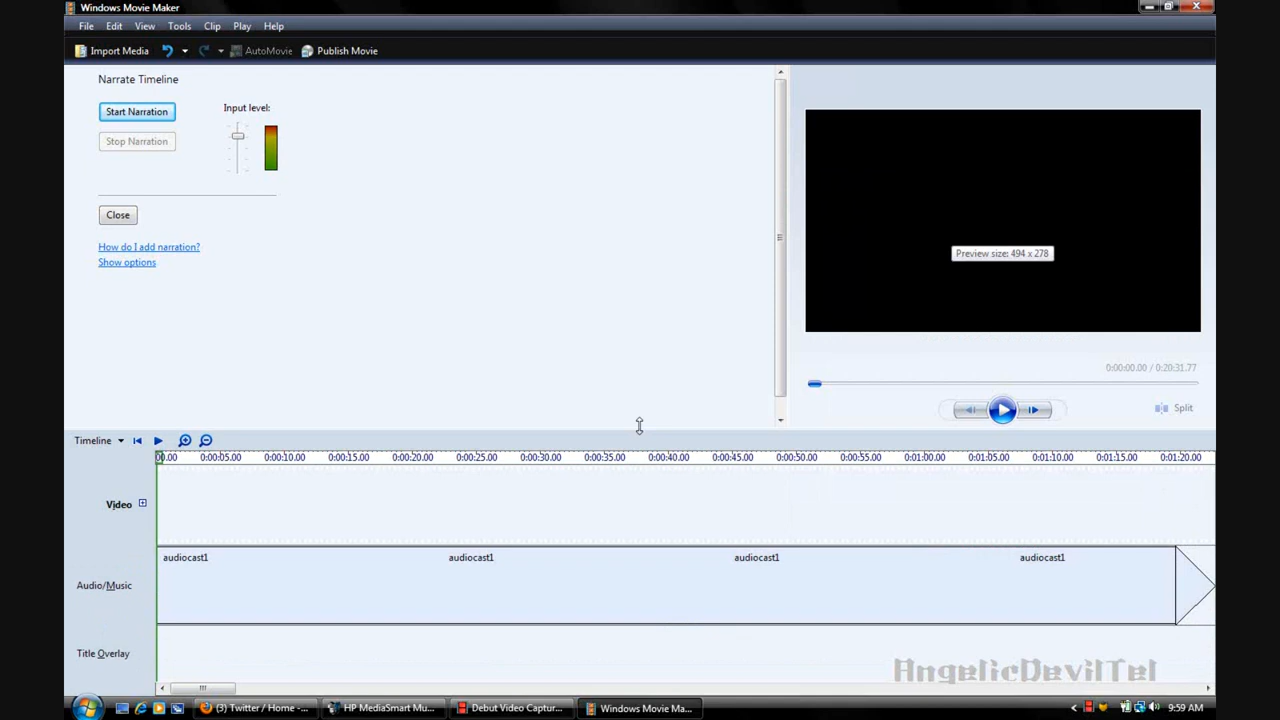 Windows Movie Maker
File Edit View Tools Clip Play Help
Import Media AutoMovie Publish Movie
Narrate Timeline
Start Narration Input level:
Stop Narration
Close
How do I add narration?
Show options
Preview size: 494 x 278
0:00:00.00 / 0:20:31.77
Split
Timeline
00.00 0:00:05.00 0:00:10.00 0:00:15.00 0:00:20.00 0:00:25.00 0:00:30.00 0:00:35.00 0:00:40.00 0:00:45.00 0:00:50.00 0:00:55.00 0:01:00.00 0:01:05.00 0:01:10.00 0:01:15.00 0:01:20.00
Video
audiocast1 audiocast1 audiocast1 audiocast1
Audio/Music
Title Overlay
AngelicDevilTel
(3) Twitter / Home -... HP MediaSmart Mu... Debut Video Captur... Windows Movie Ma... 9:59 AM